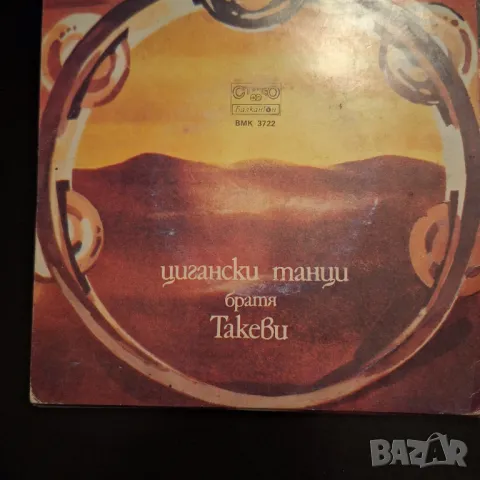 Балкантон
ВМК 3722
цигански танци
братя
Такеви
BAZAR